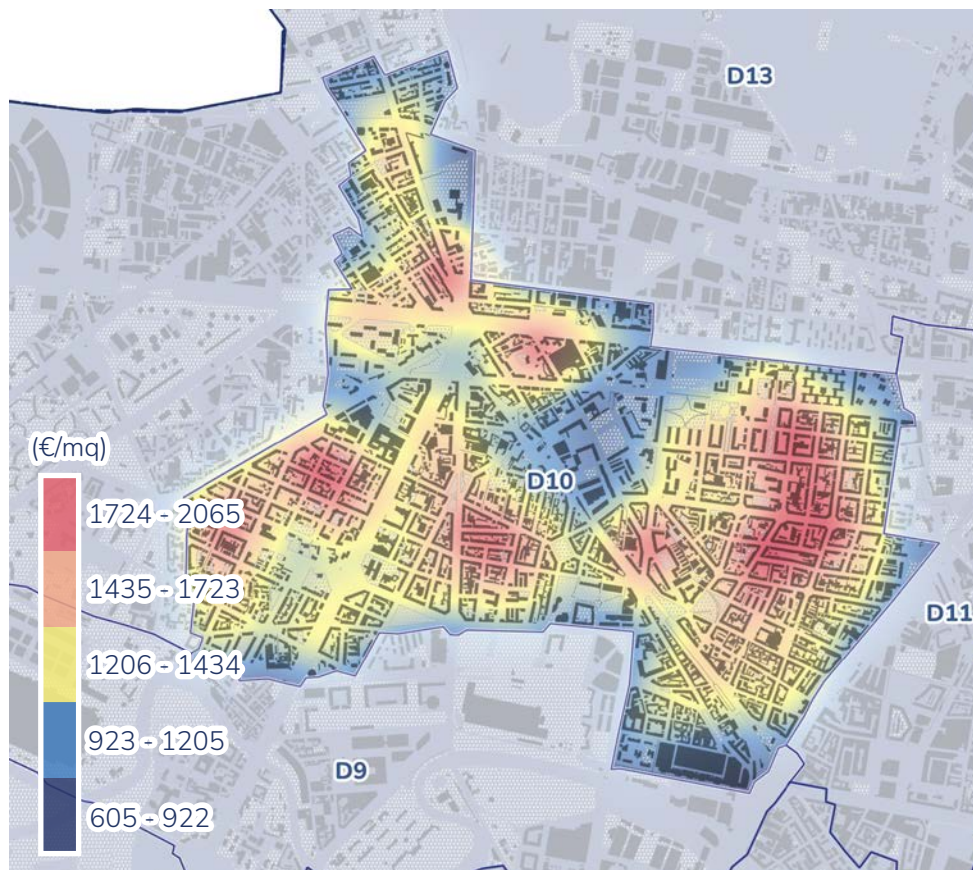 D13
(€/mq)
D10
1724 - 2065
1435 - 1723
D11
1206 - 1434
923 - 1205
D9
605 - 922